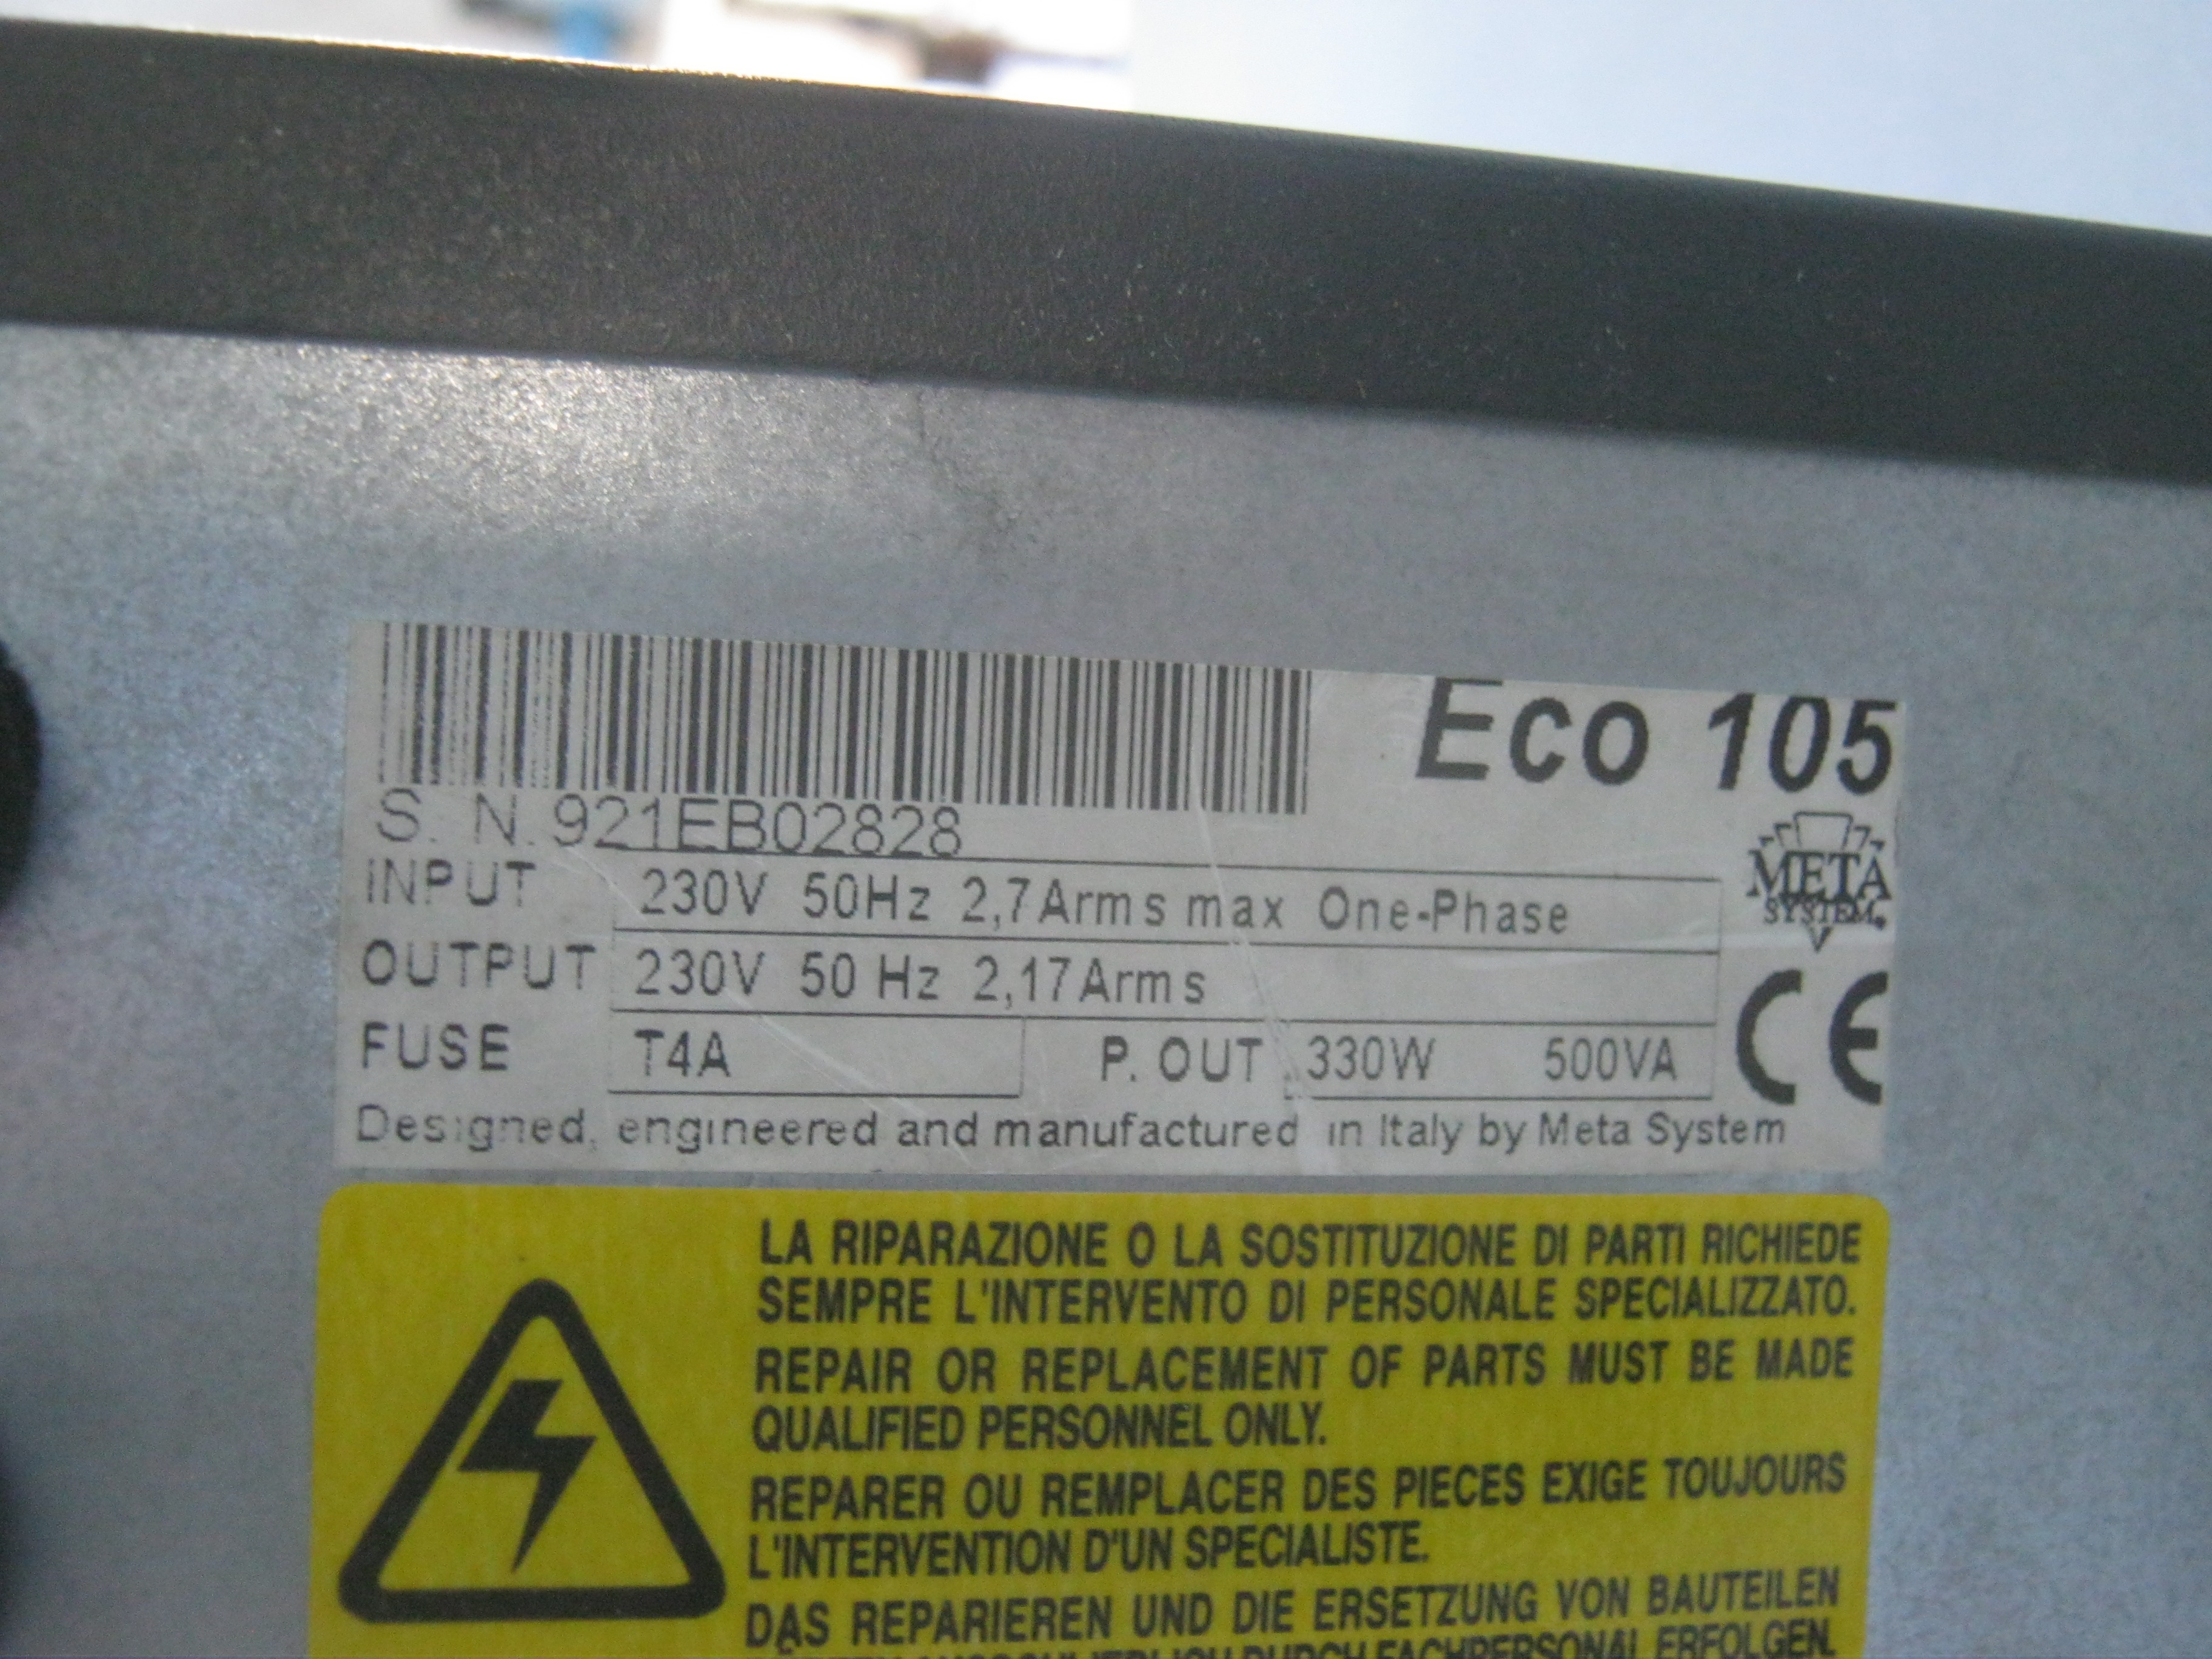 Eco 105
S. N. 921EB02828
INPUT 230V 50Hz 2,7Arms max One-Phase
META
SYSTEM
OUTPUT 230V 50 Hz 2,17Arms
FUSE T4A P. OUT 330W 500VA
CE
Designed, engineered and manufactured in Italy by Meta System
LA RIPARAZIONE O LA SOSTITUZIONE DI PARTI RICHIEDE
SEMPRE L'INTERVENTO DI PERSONALE SPECIALIZZATO.
REPAIR OR REPLACEMENT OF PARTS MUST BE MADE
QUALIFIED PERSONNEL ONLY.
REPARER OU REMPLACER DES PIECES EXIGE TOUJOURS
L'INTERVENTION D'UN SPECIALISTE.
DAS REPARIEREN UND DIE ERSETZUNG VON BAUTEILEN
DURCH FACHPERSONAL ERFOLGEN.